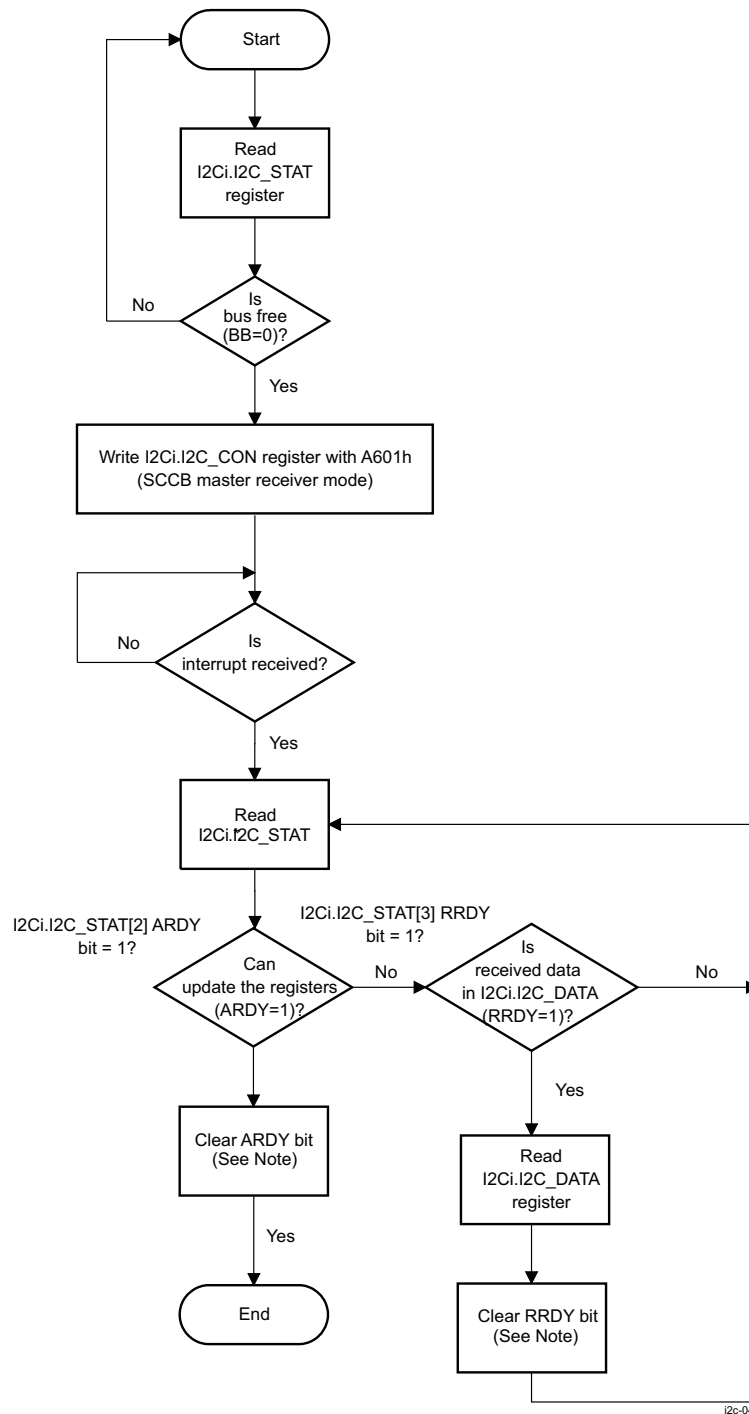 Start
Read
I2Ci.I2C_STAT
register
Is
bus free
(BB=0)?
No
Yes
Write I2Ci.I2C_CON register with A601h
(SCCB master receiver mode)
Is
interrupt received?
No
Yes
Read
I2Ci.I2C_STAT
I2Ci.I2C_STAT[2] ARDY
bit = 1?
I2Ci.I2C_STAT[3] RRDY
bit = 1?
Can
update the registers
(ARDY=1)?
No
Is
received data
in I2Ci.I2C_DATA
(RRDY=1)?
No
Yes
Clear ARDY bit
(See Note)
Read
I2Ci.I2C_DATA
register
Yes
End
Clear RRDY bit
(See Note)